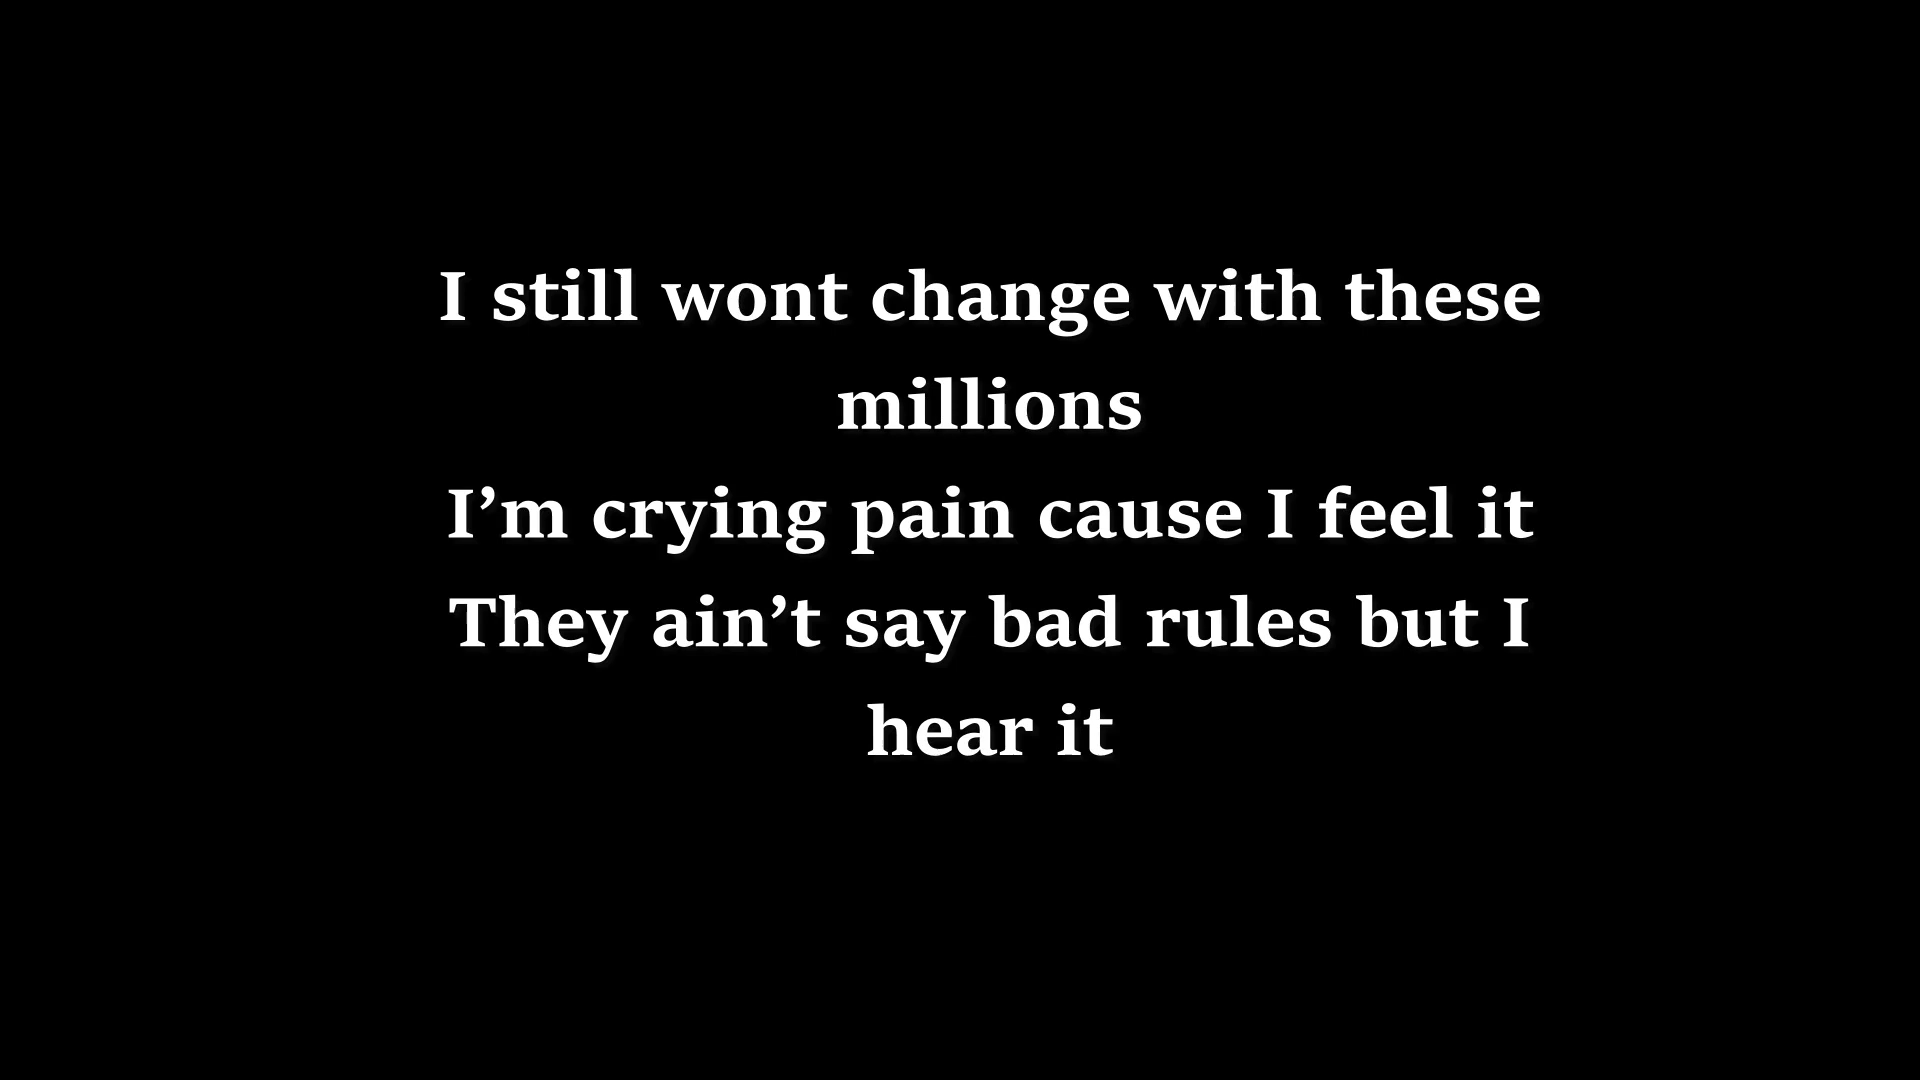 I still wont change with these
millions
I’m crying pain cause I feel it
They ain’t say bad rules but I
hear it